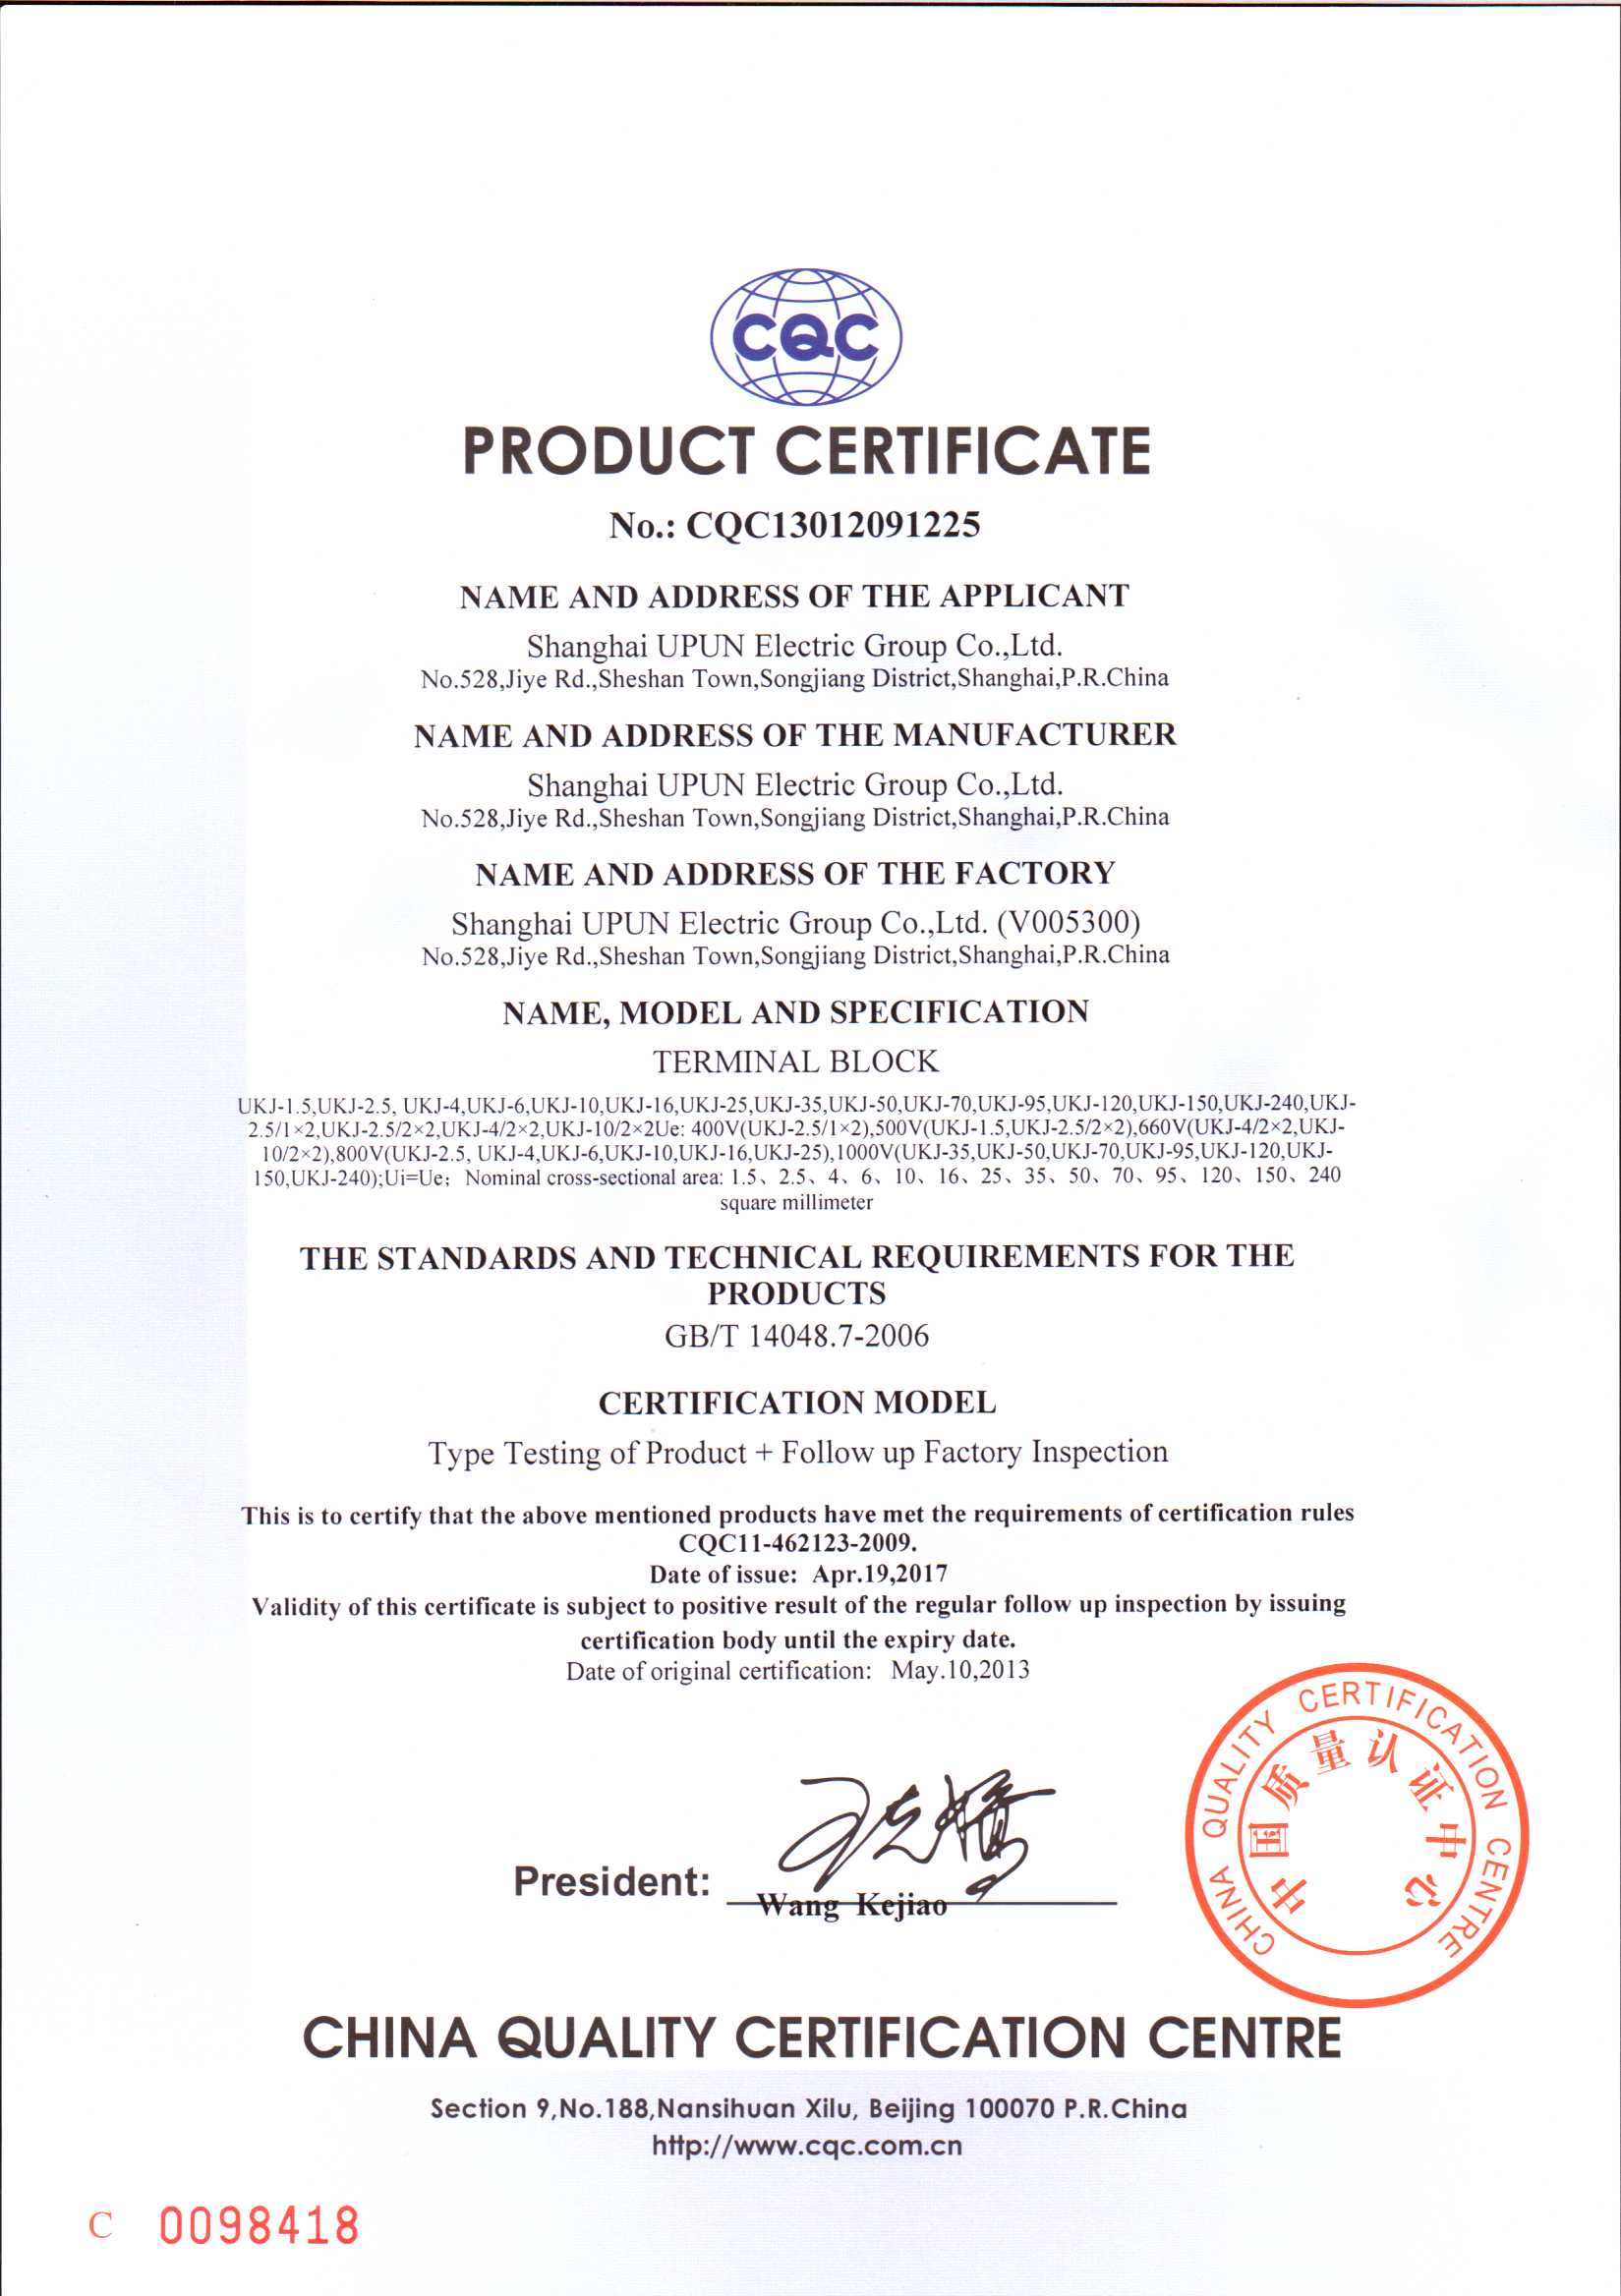 CQC
PRODUCT CERTIFICATE
No.: CQC13012091225
NAME AND ADDRESS OF THE APPLICANT
Shanghai UPUN Electric Group Co.,Ltd.
No.528,Jiye Rd.,Sheshan Town,Songjiang District,Shanghai,P.R.China
NAME AND ADDRESS OF THE MANUFACTURER
Shanghai UPUN Electric Group Co.,Ltd.
No.528,Jiye Rd.,Sheshan Town,Songjiang District,Shanghai,P.R.China
NAME AND ADDRESS OF THE FACTORY
Shanghai UPUN Electric Group Co.,Ltd. (V005300)
No.528,Jiye Rd.,Sheshan Town,Songjiang District,Shanghai,P.R.China
NAME, MODEL AND SPECIFICATION
TERMINAL BLOCK
UKJ-1.5,UKJ-2.5, UKJ-4,UKJ-6,UKJ-10,UKJ-16,UKJ-25,UKJ-35,UKJ-50,UKJ-70,UKJ-95,UKJ-120,UKJ-150,UKJ-240,UKJ-
2.5/1×2,UKJ-2.5/2×2,UKJ-4/2×2,UKJ-10/2×2Ue: 400V(UKJ-2.5/1×2),500V(UKJ-1.5,UKJ-2.5/2×2),660V(UKJ-4/2×2,UKJ-
10/2×2),800V(UKJ-2.5, UKJ-4,UKJ-6,UKJ-10,UKJ-16,UKJ-25),1000V(UKJ-35,UKJ-50,UKJ-70,UKJ-95,UKJ-120,UKJ-
150,UKJ-240);Ui=Ue；Nominal cross-sectional area: 1.5、2.5、4、6、10、16、25、35、50、70、95、120、150、240
square millimeter
THE STANDARDS AND TECHNICAL REQUIREMENTS FOR THE
PRODUCTS
GB/T 14048.7-2006
CERTIFICATION MODEL
Type Testing of Product + Follow up Factory Inspection
This is to certify that the above mentioned products have met the requirements of certification rules
CQC11-462123-2009.
Date of issue: Apr.19,2017
Validity of this certificate is subject to positive result of the regular follow up inspection by issuing
certification body until the expiry date.
Date of original certification: May.10,2013
CHINA QUALITY CERTIFICATION CENTRE
中国质量认证中心
President:
Wang Kejiao
CHINA QUALITY CERTIFICATION CENTRE
Section 9,No.188,Nansihuan Xilu, Beijing 100070 P.R.China
http://www.cqc.com.cn
C 0098418